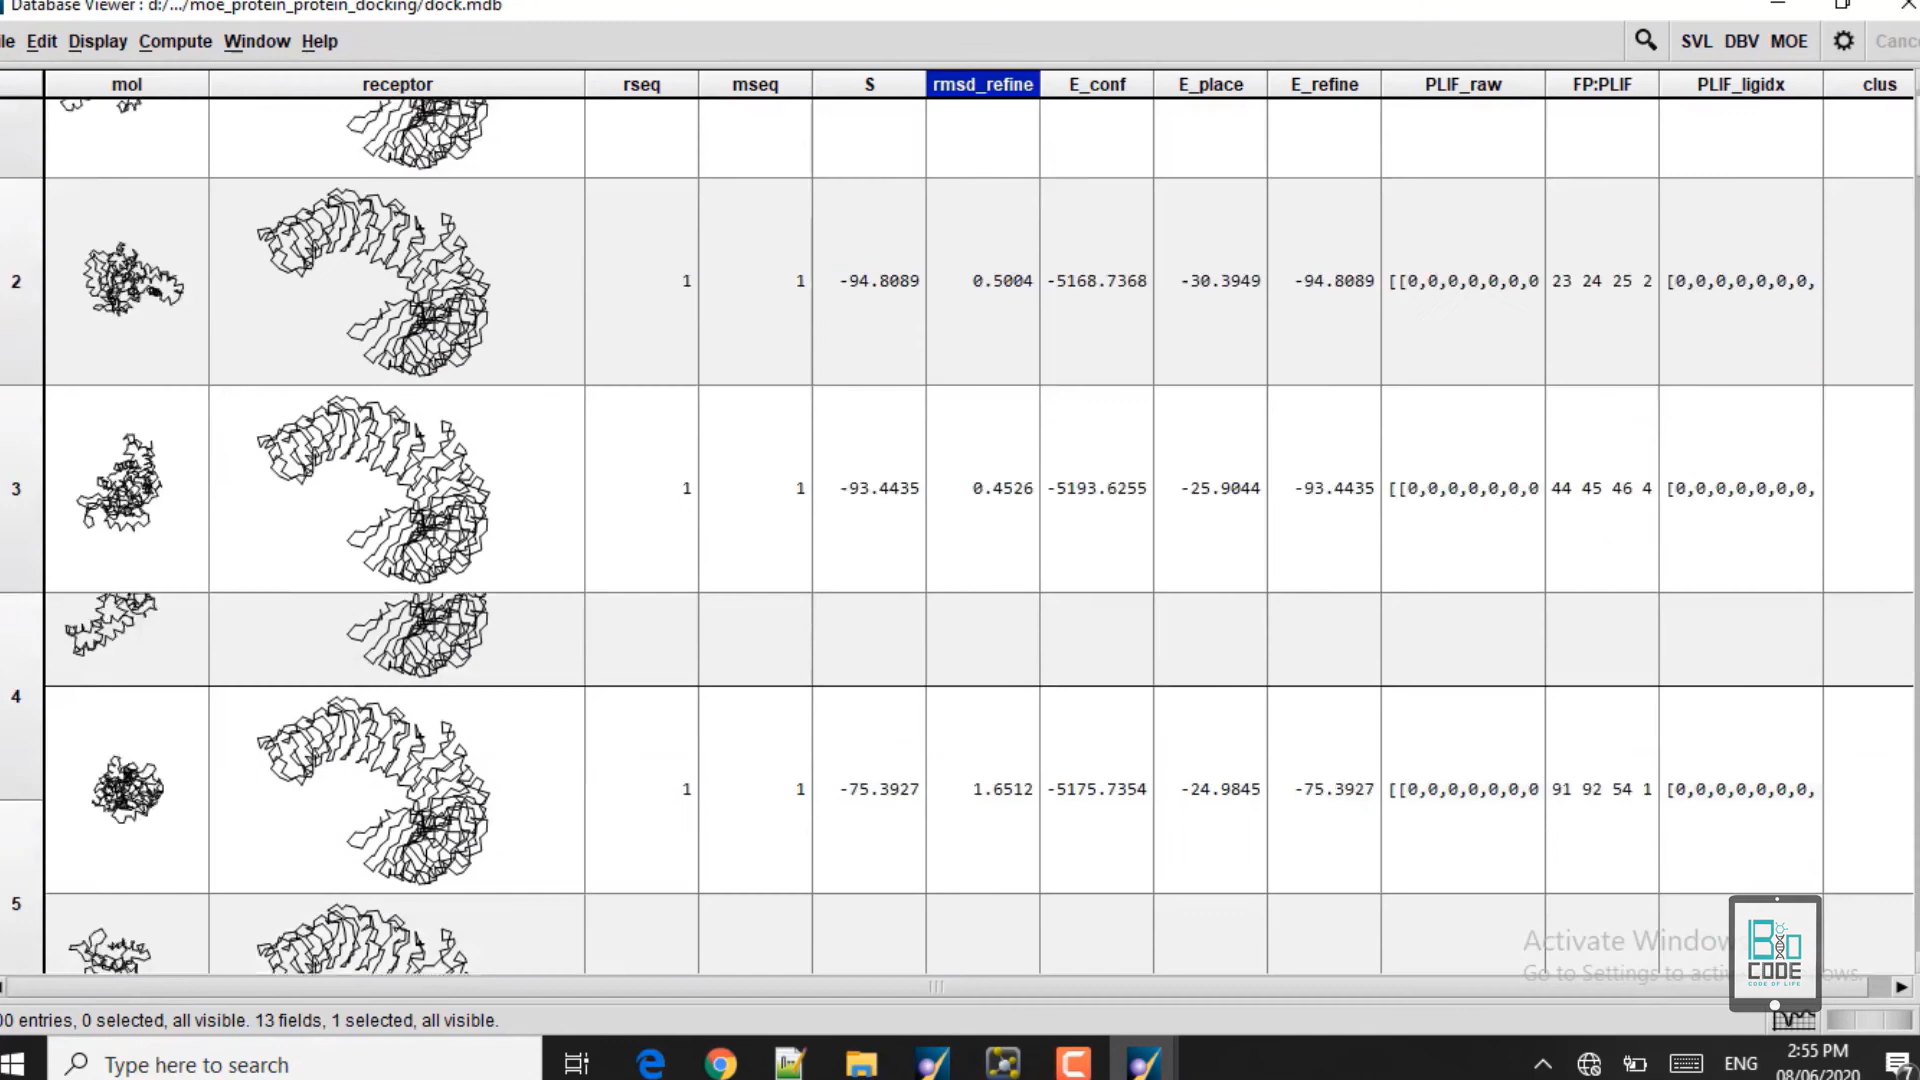 Database Viewer : d:/.../moe_protein_protein_docking/dock.mdb
Edit Display Compute Window Help SVL DBV MOE
mol receptor rseq mseq S rmsd_refine E_conf E_place E_refine PLIF_raw FP:PLIF PLIF_ligidx clus
2 1 1 -94.8089 0.5004 -5168.7368 -30.3949 -94.8089 [[0,0,0,0,0,0,0 23 24 25 2 [0,0,0,0,0,0,0,
3 1 1 -93.4435 0.4526 -5193.6255 -25.9044 -93.4435 [[0,0,0,0,0,0,0 44 45 46 4 [0,0,0,0,0,0,0,
4
1 1 -75.3927 1.6512 -5175.7354 -24.9845 -75.3927 [[0,0,0,0,0,0,0 91 92 54 1 [0,0,0,0,0,0,0,
5
Activate Window
Go to Settings to
BIO
CODE
CODE OF LIFE
entries, 0 selected, all visible. 13 fields, 1 selected, all visible.
Type here to search
ENG
2:55 PM
08/06/2020
7